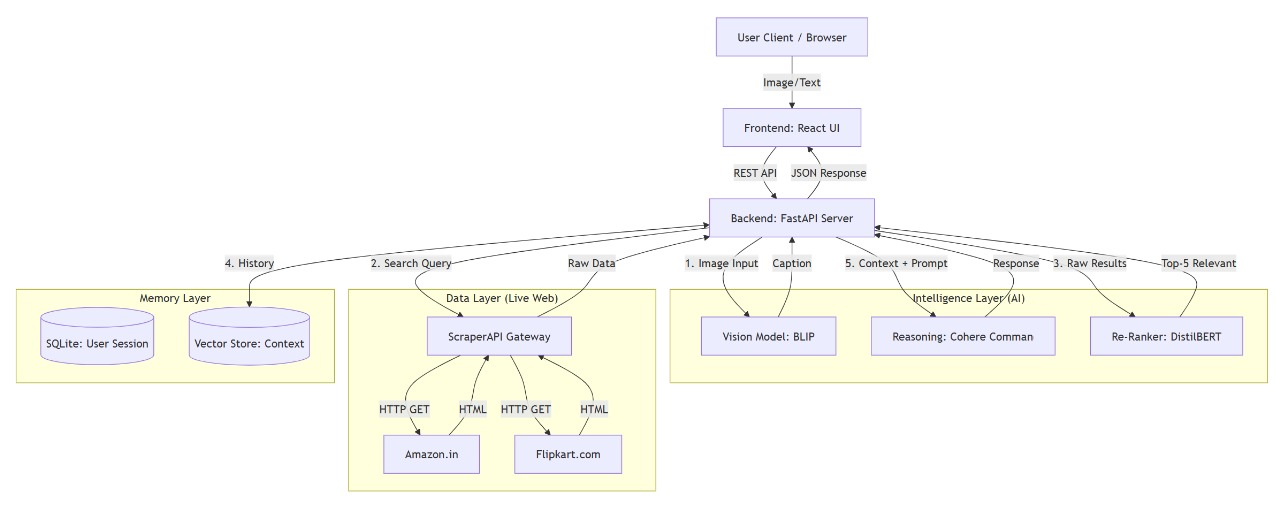 User Client / Browser
Image/Text
Frontend: React UI
REST API
JSON Response
Backend: FastAPI Server
4. History
2. Search Query
Raw Data
1. Image Input
Caption
5. Context + Prompt
Response
3. Raw Results
Top-5 Relevant
Memory Layer
Data Layer (Live Web)
Intelligence Layer (AI)
SQLite: User Session
Vector Store: Context
ScraperAPI Gateway
Vision Model: BLIP
Reasoning: Cohere Comman
Re-Ranker: DistilBERT
HTTP GET
HTML
HTTP GET
HTML
Amazon.in
Flipkart.com